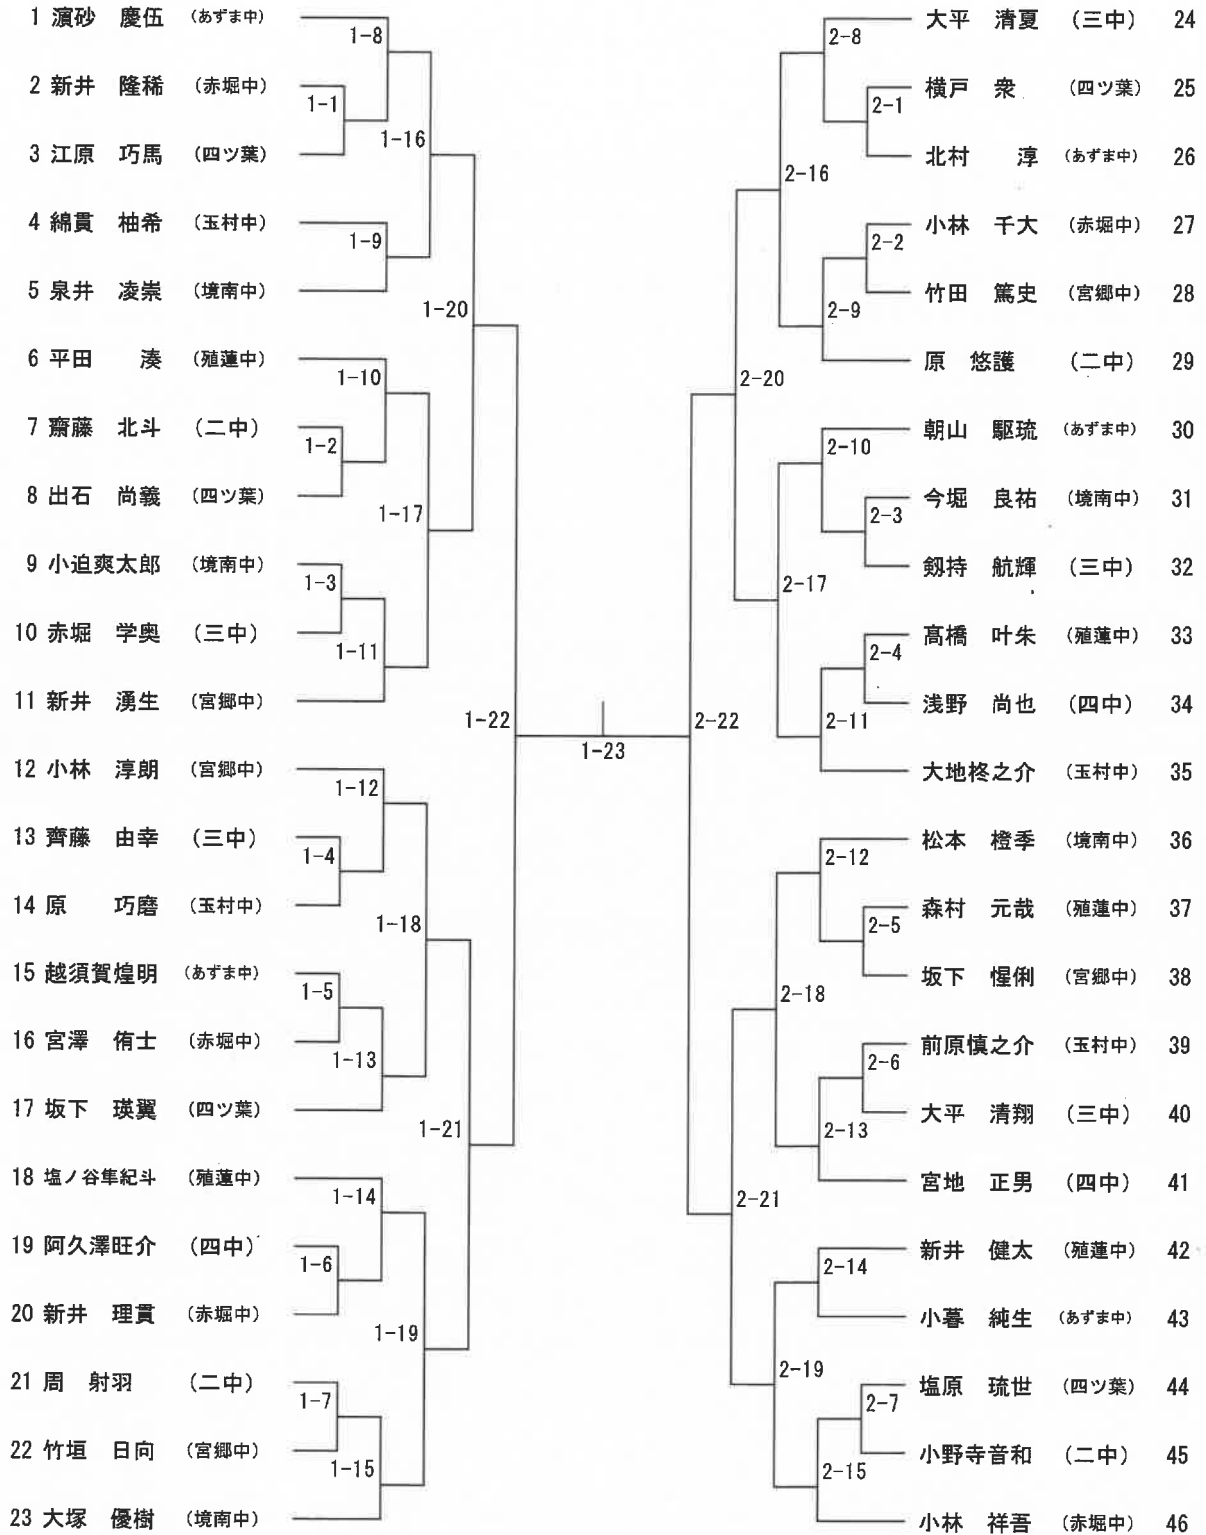 1 濵砂 慶伍 (あずま中)
1-8
2 新井 隆稀 (赤堀中)
1-1
3 江原 巧馬 (四ツ葉)
1-16
4 綿貫 柚希 (玉村中)
1-9
5 泉井 凌崇 (境南中)
1-20
6 平田 湊 (殖蓮中)
1-10
7 齋藤 北斗 (二中)
1-2
8 出石 尚義 (四ツ葉)
1-17
9 小迫爽太郎 (境南中)
1-3
10 赤堀 学奥 (三中)
1-11
11 新井 湧生 (宮郷中)
1-22
12 小林 淳朗 (宮郷中)
1-12
13 齊藤 由幸 (三中)
1-4
14 原 巧磨 (玉村中)
1-18
15 越須賀煌明 (あずま中)
1-5
16 宮澤 侑士 (赤堀中)
1-13
17 坂下 瑛翼 (四ツ葉)
1-21
18 塩ノ谷隼紀斗 (殖蓮中)
1-14
19 阿久澤旺介 (四中)
1-6
20 新井 理貫 (赤堀中)
1-19
21 周 射羽 (二中)
1-7
22 竹垣 日向 (宮郷中)
1-15
23 大塚 優樹 (境南中)
1-23
大平 清夏 (三中) 24
2-8
横戸 衆 (四ツ葉) 25
2-1
北村 淳 (あずま中) 26
2-16
小林 千大 (赤堀中) 27
2-2
竹田 篤史 (宮郷中) 28
2-9
原 悠護 (二中) 29
2-20
朝山 駆琉 (あずま中) 30
2-10
今堀 良祐 (境南中) 31
2-3
剱持 航輝 (三中) 32
2-17
髙橋 叶朱 (殖蓮中) 33
2-4
浅野 尚也 (四中) 34
2-11
大地柊之介 (玉村中) 35
2-22
松本 橙季 (境南中) 36
2-12
森村 元哉 (殖蓮中) 37
2-5
坂下 惺俐 (宮郷中) 38
2-18
前原慎之介 (玉村中) 39
2-6
大平 清翔 (三中) 40
2-13
宮地 正男 (四中) 41
2-21
新井 健太 (殖蓮中) 42
2-14
小暮 純生 (あずま中) 43
2-19
塩原 琉世 (四ツ葉) 44
2-7
小野寺音和 (二中) 45
2-15
小林 祥吾 (赤堀中) 46